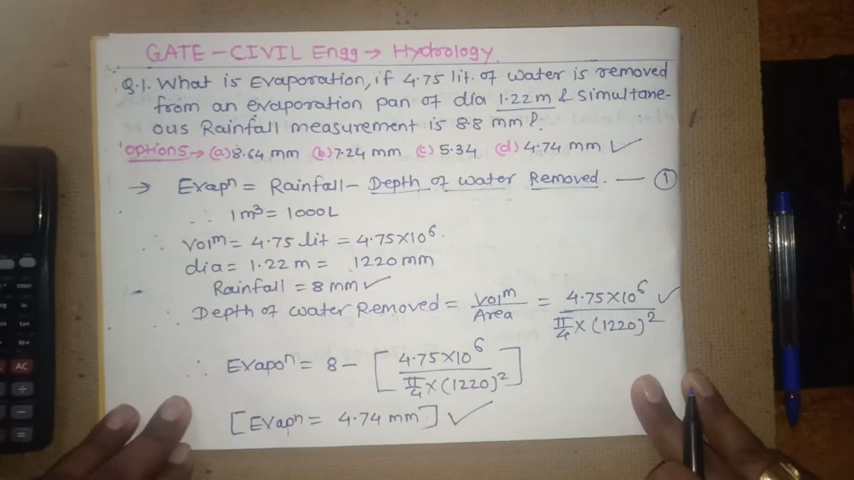 GATE – CIVIL Engg → Hydrology
Q.1. What is Evaporation, if 4.75 lit. of water is removed
from an evaporation pan of dia 1.22 m & simultane-
ous Rainfall measurement is 8.8 mm ?
options → (a) 8.64 mm (b) 7.24 mm (c) 5.34 (d) 4.74 mm ✓
→ Evapⁿ = Rainfall – Depth of water Removed. — ①
∴ 1 m³ = 1000L
∴ Volᵐ = 4.75 lit = 4.75×10⁶.
dia = 1.22 m = 1220 mm
Rainfall = 8 mm ✓
∴ Depth of water Removed = Volᵐ / Area = 4.75×10⁶ / π/4 × (1220)² ✓
∴ Evapoⁿ = 8 – [ 4.75×10⁶ / π/4 × (1220)² ]
[Evapⁿ = 4.74 mm] ✓
AC